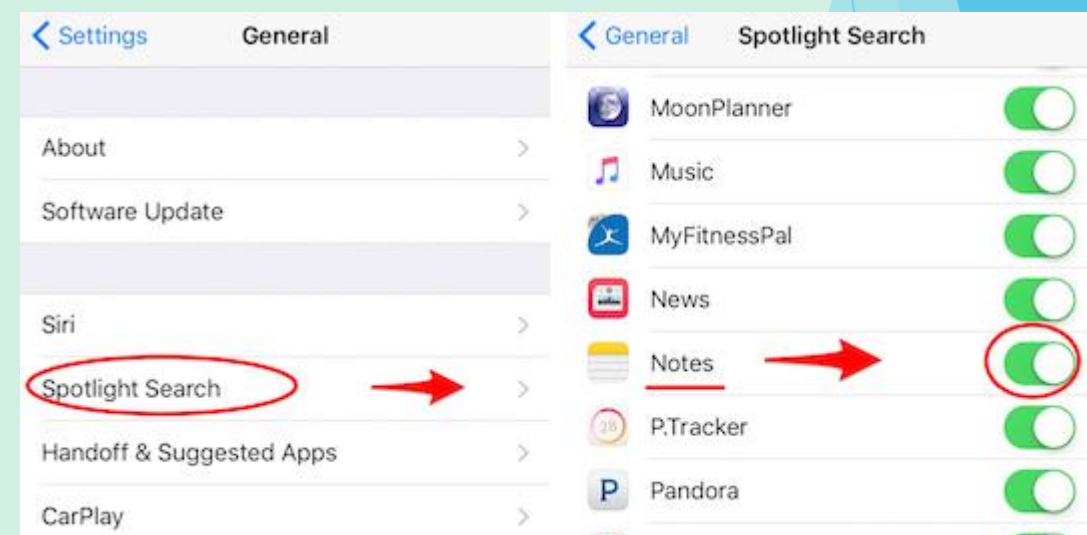 Settings
General
About
Software Update
Siri
Spotlight Search
Handoff & Suggested Apps
CarPlay
General
Spotlight Search
MoonPlanner
Music
MyFitnessPal
News
Notes
28
P.Tracker
P
Pandora